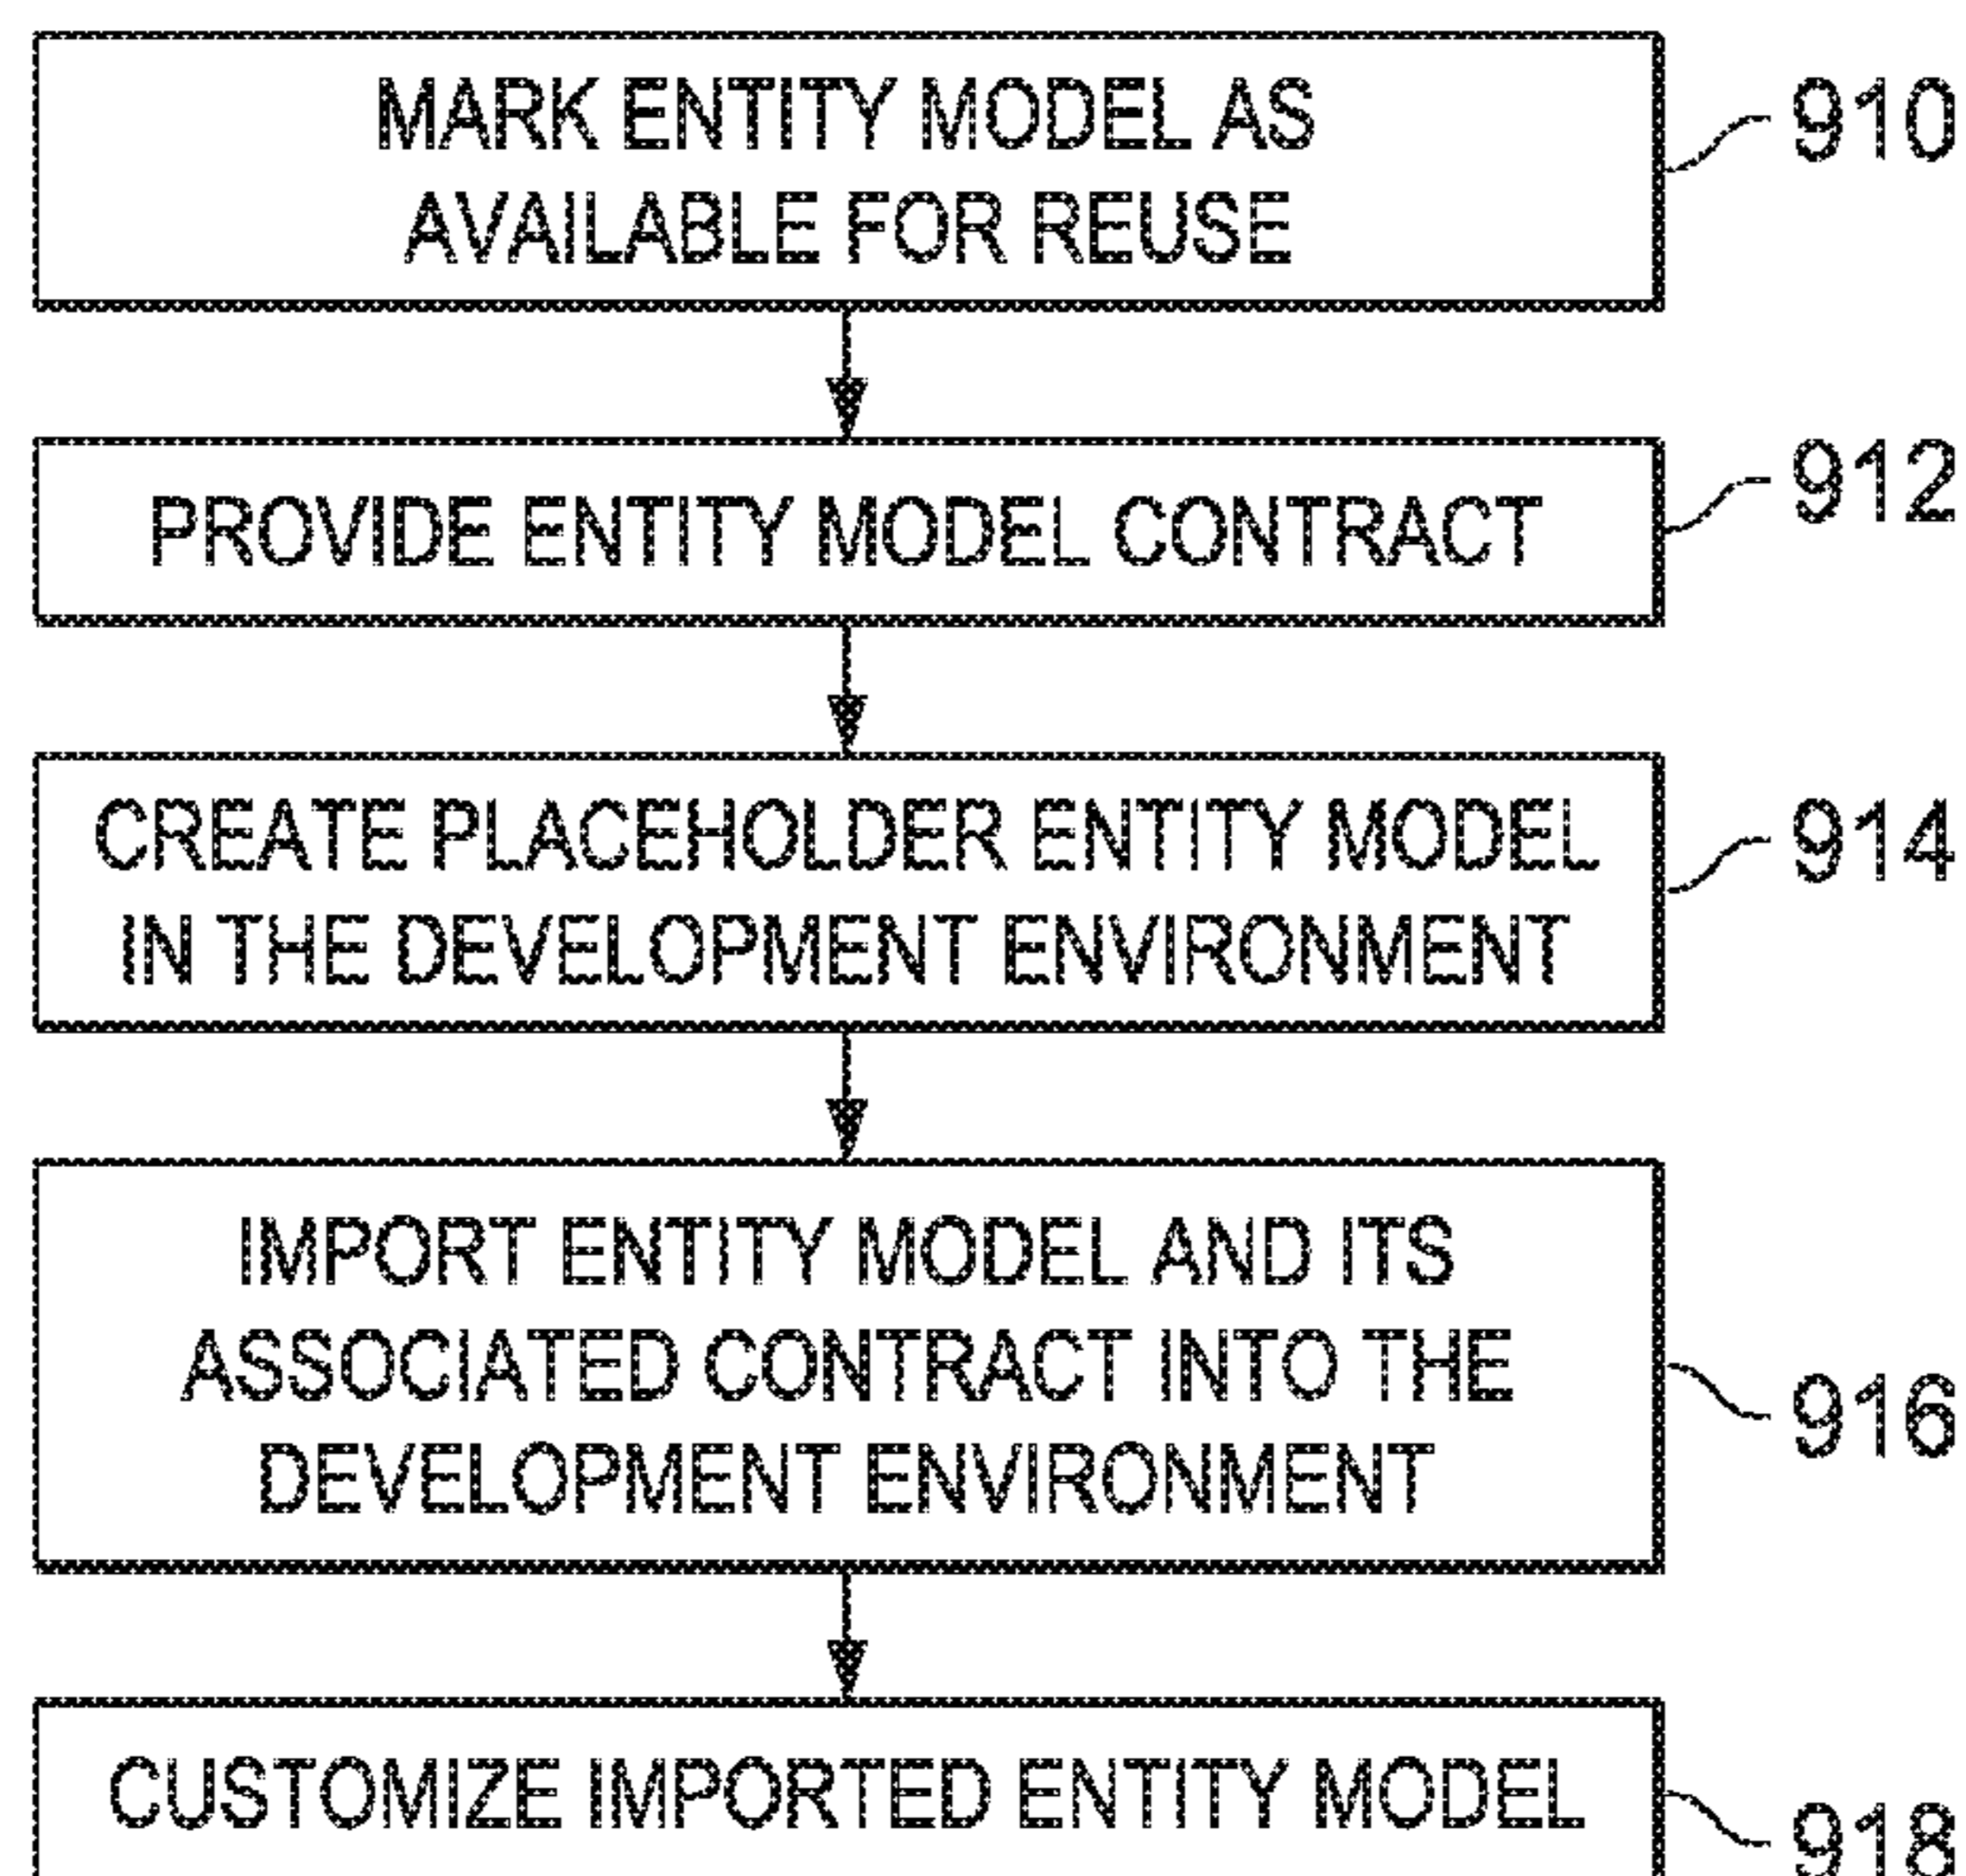 MARK ENTITY MODEL AS
AVAILABLE FOR REUSE
910
PROVIDE ENTITY MODEL CONTRACT
912
CREATE PLACEHOLDER ENTITY MODEL
IN THE DEVELOPMENT ENVIRONMENT
914
IMPORT ENTITY MODEL AND ITS
ASSOCIATED CONTRACT INTO THE
DEVELOPMENT ENVIRONMENT
916
CUSTOMIZE IMPORTED ENTITY MODEL
918